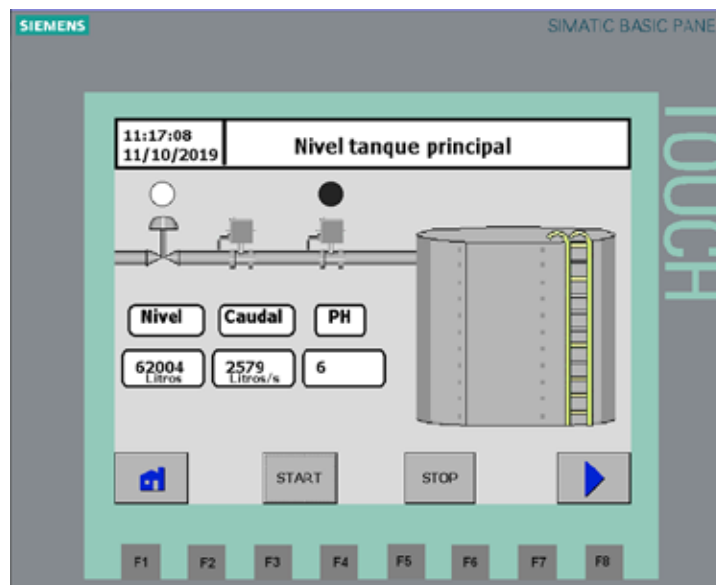 SIEMENS
SIMATIC BASIC PANE
TOUCH
11:17:08
11/10/2019
Nivel tanque principal
Nivel
Caudal
PH
62004
Litros
2579
Litros/s
6
START
STOP
F1
F2
F3
F4
F5
F6
F7
F8